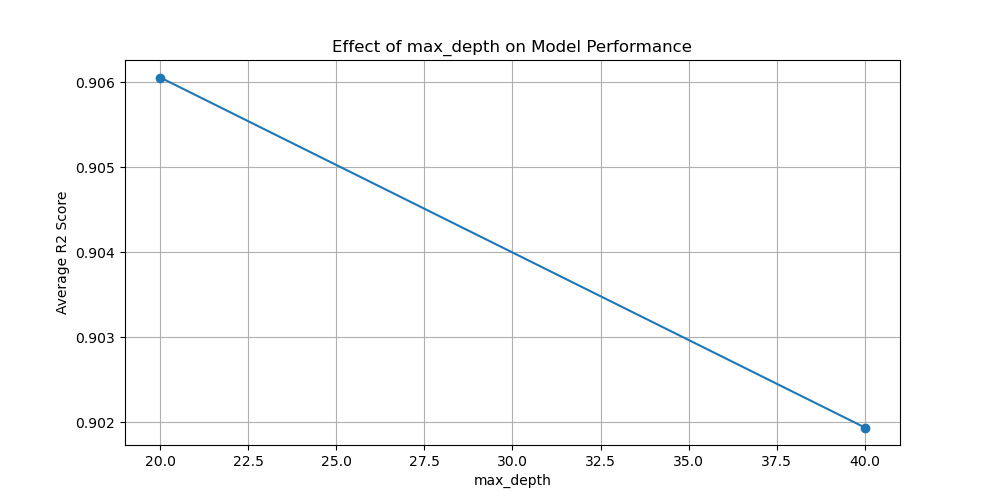 Effect of max_depth on Model Performance
0.906
0.905
0.904
0.903
0.902
Average R2 Score
20.0 22.5 25.0 27.5 30.0 32.5 35.0 37.5 40.0
max_depth